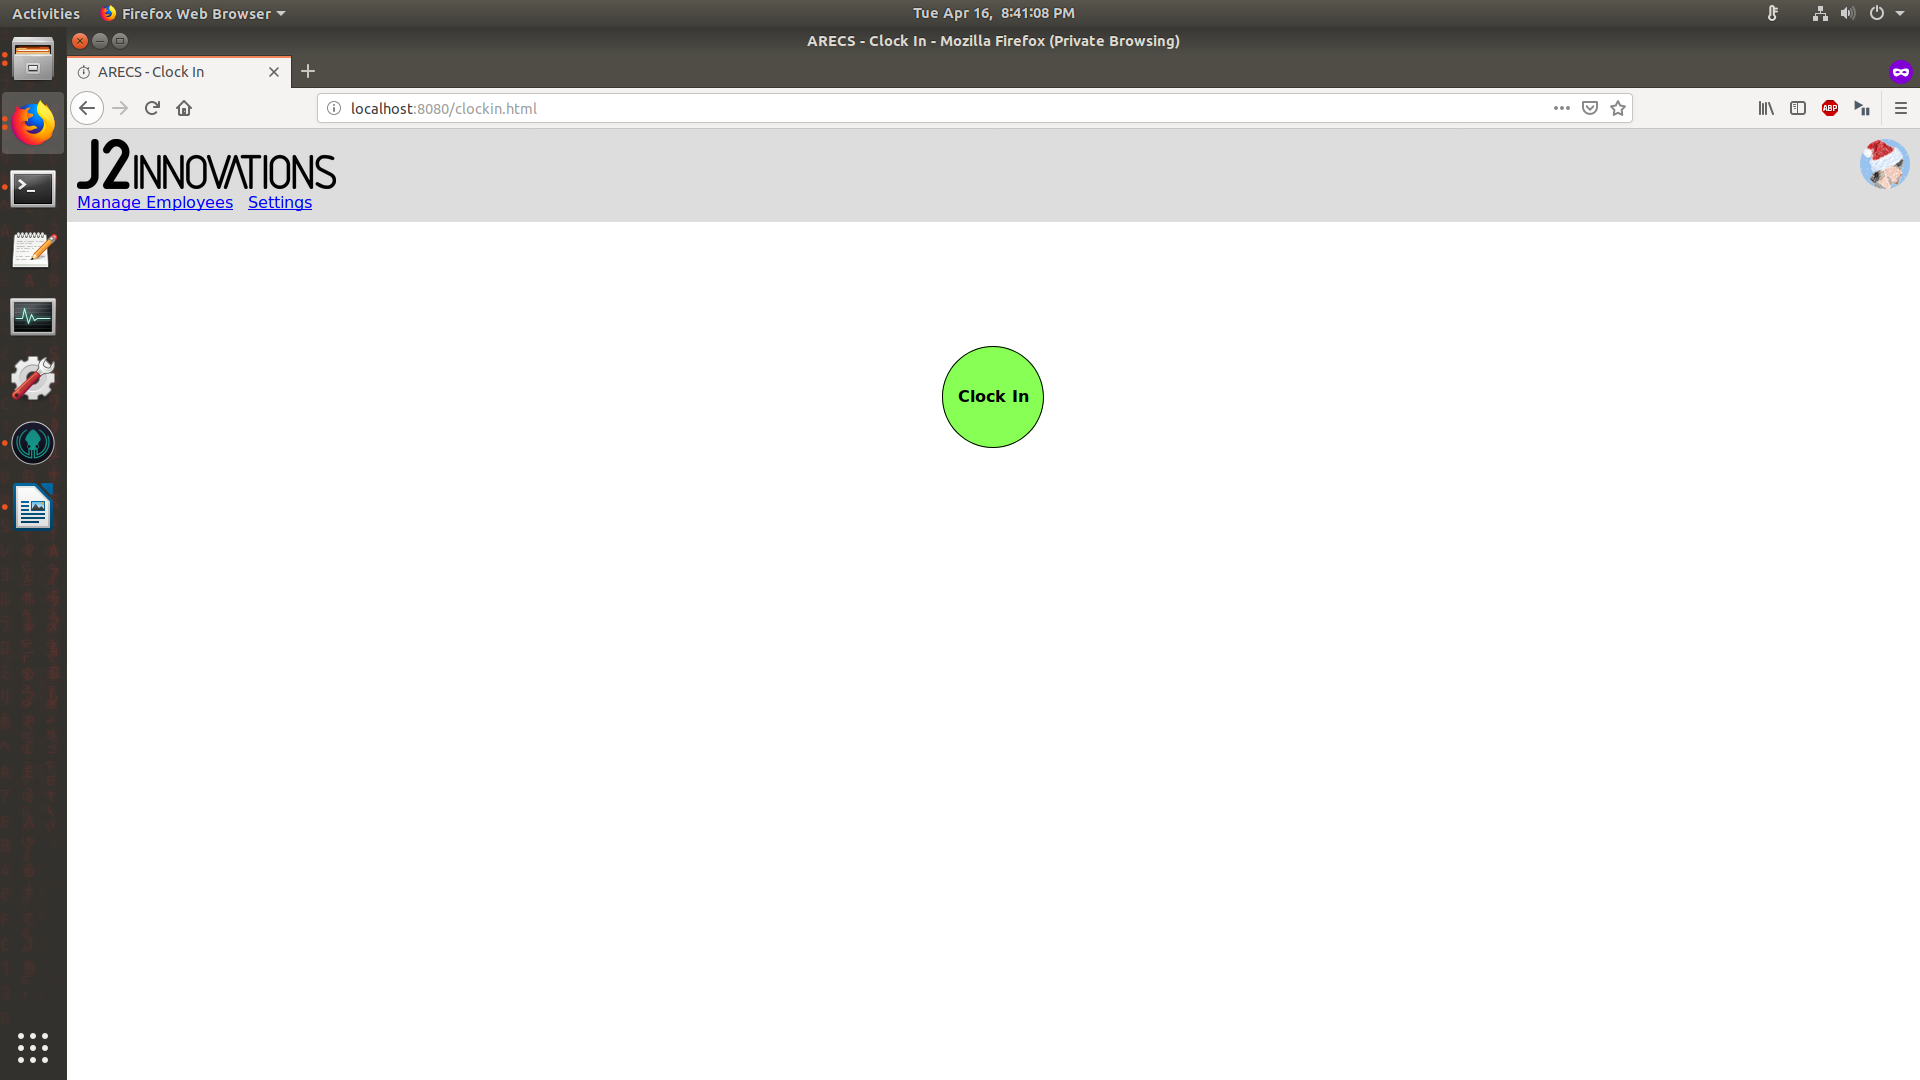 Activities Firefox Web Browser Tue Apr 16, 8:41:08 PM
ARECS - Clock In - Mozilla Firefox (Private Browsing)
ARECS - Clock In
localhost:8080/clockin.html
ABP
J2INNOVATIONS
Manage Employees Settings
Clock In